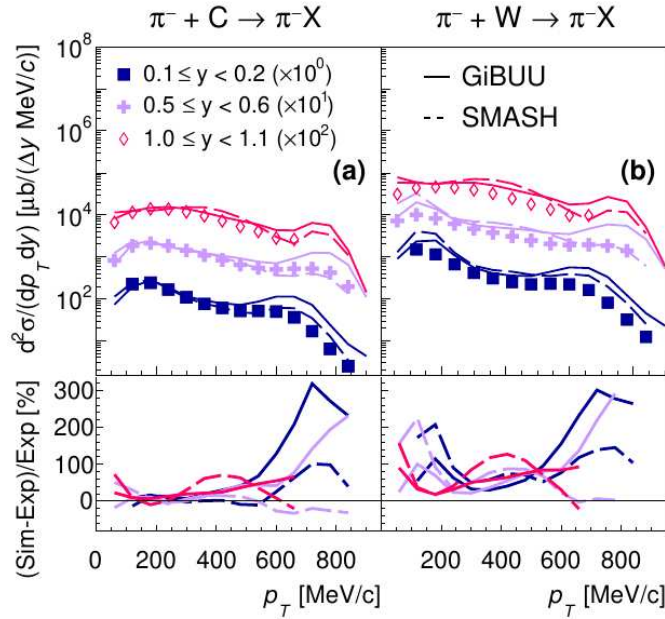 π⁻ + C → π⁻X π⁻ + W → π⁻X
d²σ/(dp_T dy) [μb/(Δy MeV/c)]
10⁸
10⁶
10⁴
10²
0.1 ≤ y < 0.2 (×10⁰)
0.5 ≤ y < 0.6 (×10¹)
1.0 ≤ y < 1.1 (×10²)
(a)
GiBUU
SMASH
(b)
(Sim-Exp)/Exp [%]
300
200
100
0
0 200 400 600 800 200 400 600 800
p_T [MeV/c] p_T [MeV/c]